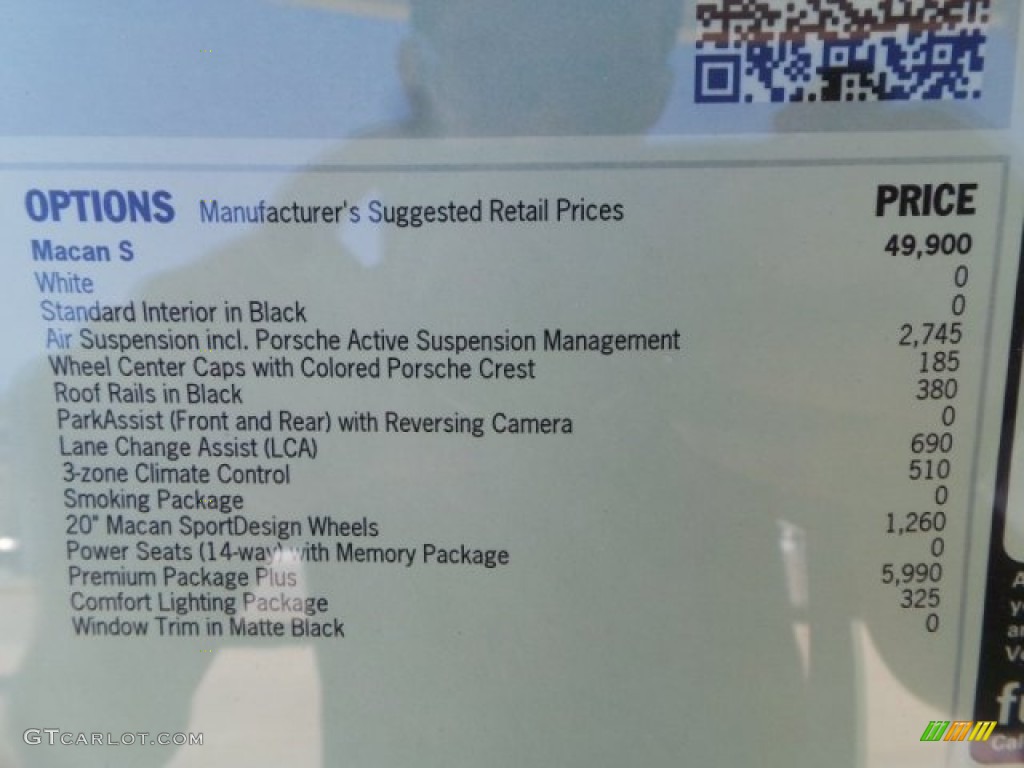 OPTIONS Manufacturer's Suggested Retail Prices PRICE
Macan S 49,900
White 0
Standard Interior in Black 0
Air Suspension incl. Porsche Active Suspension Management 2,745
Wheel Center Caps with Colored Porsche Crest 185
Roof Rails in Black 380
ParkAssist (Front and Rear) with Reversing Camera 0
Lane Change Assist (LCA) 690
3-zone Climate Control 510
Smoking Package 0
20" Macan SportDesign Wheels 1,260
Power Seats (14-way) with Memory Package 0
Premium Package Plus 5,990
Comfort Lighting Package 325
Window Trim in Matte Black 0
GTCARLOT.COM